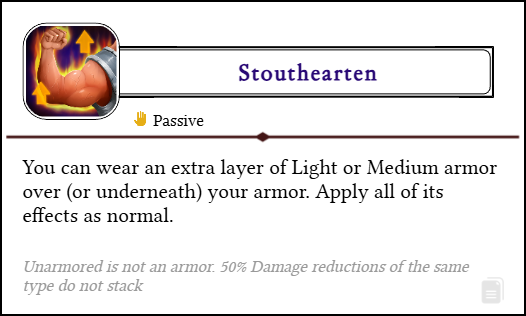 Stouthearten
Passive
You can wear an extra layer of Light or Medium armor
over (or underneath) your armor. Apply all of its
effects as normal.
Unarmored is not an armor. 50% Damage reductions of the same
type do not stack